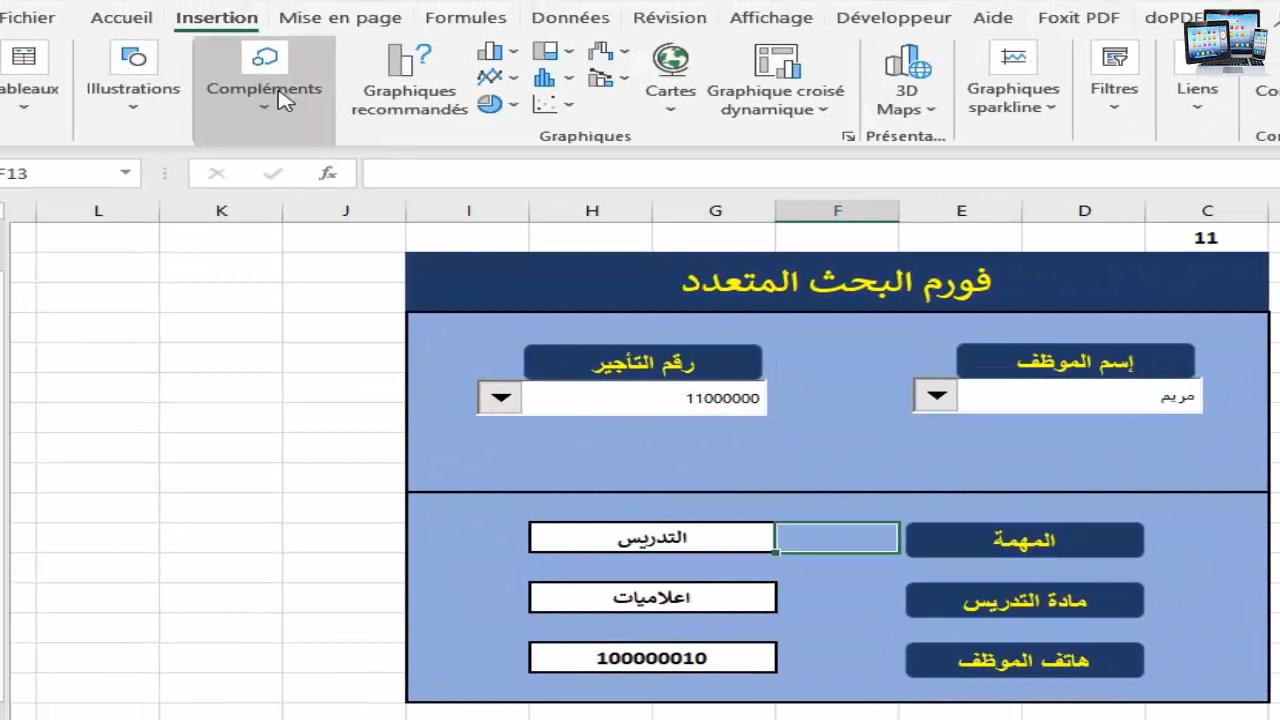 Fichier Accueil Insertion Mise en page Formules Données Révision Affichage Développeur Aide Foxit PDF doPDF
ableaux Illustrations Compléments Graphiques recommandés Cartes Graphique croisé dynamique 3D Maps Graphiques sparkline Filtres Liens
Graphiques Présenta...
F13 fx
L K J I H G F E D C
11
فورم البحث المتعدد
إسم الموظف رقم التأجير
مريم 11000000
المهمة التدريس
مادة التدريس اعلاميات
هاتف الموظف 100000010